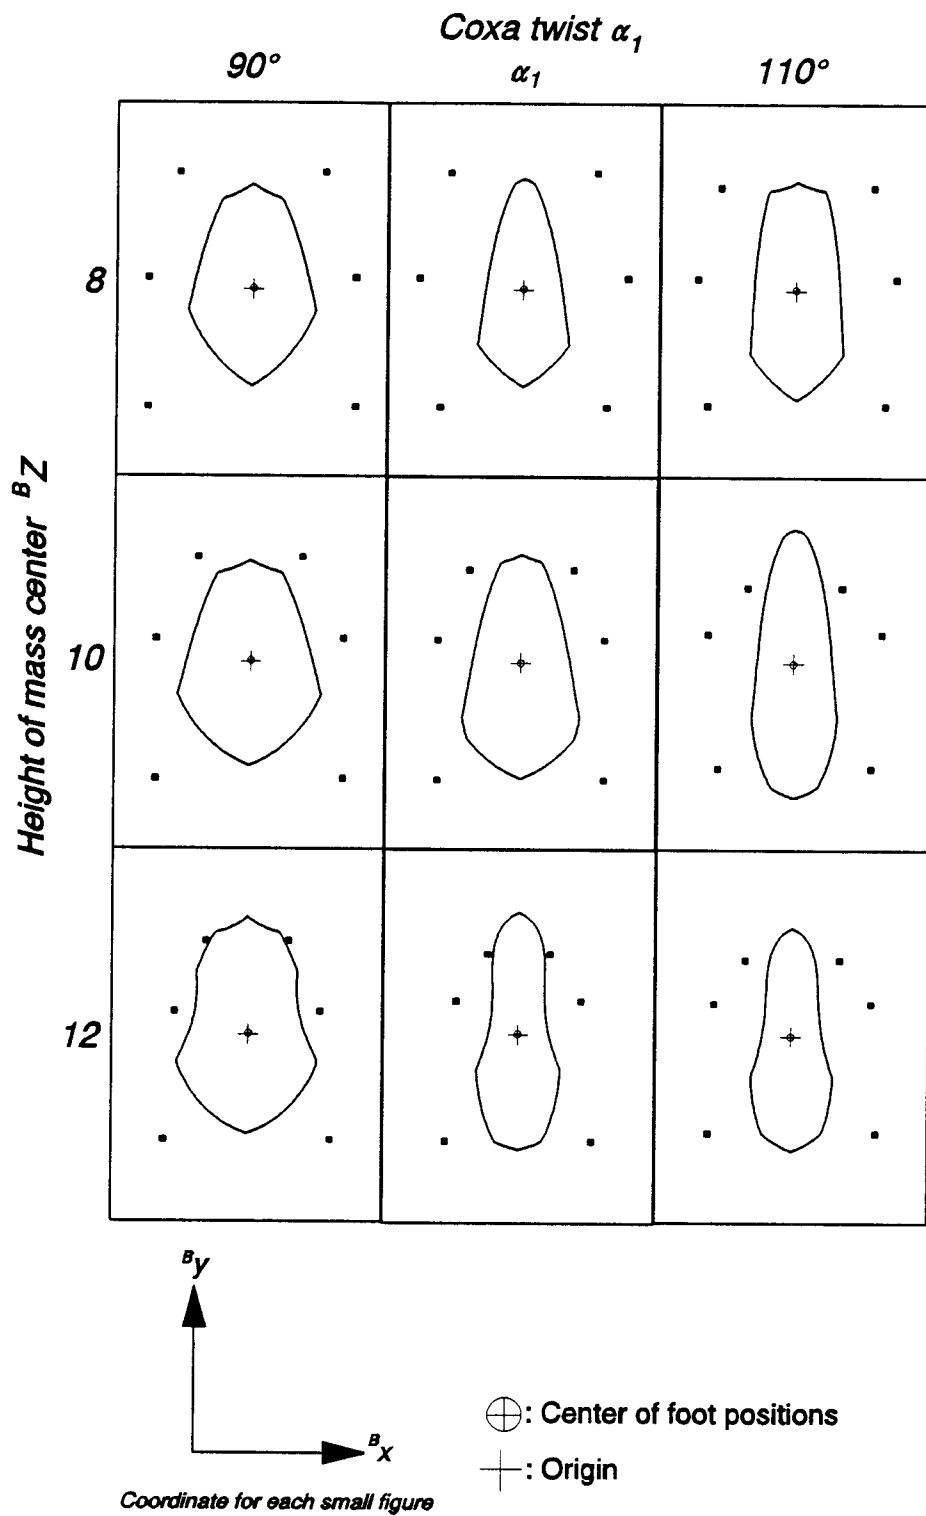 Coxa twist α₁
90° α₁ 110°
Height of mass center ᴮZ
8
10
12
ᴮy
ᴮx
Coordinate for each small figure
: Center of foot positions
: Origin